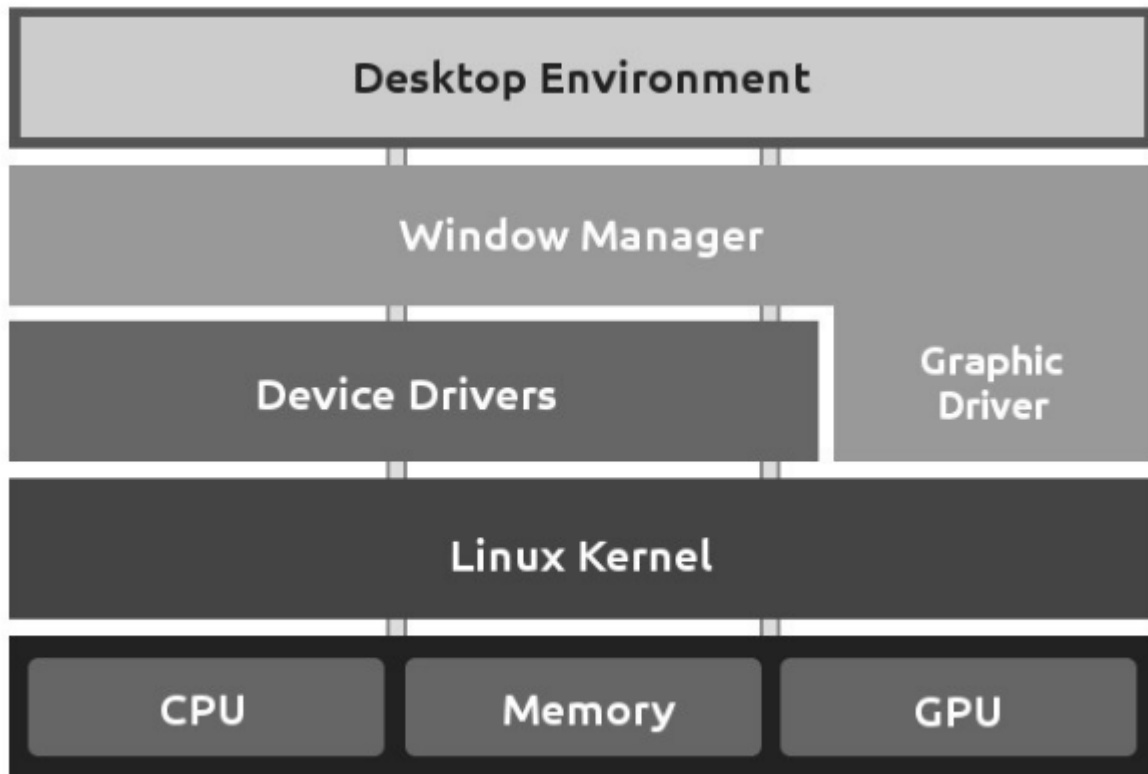 Desktop Environment
Window Manager
Device Drivers
Graphic
Driver
Linux Kernel
CPU
Memory
GPU